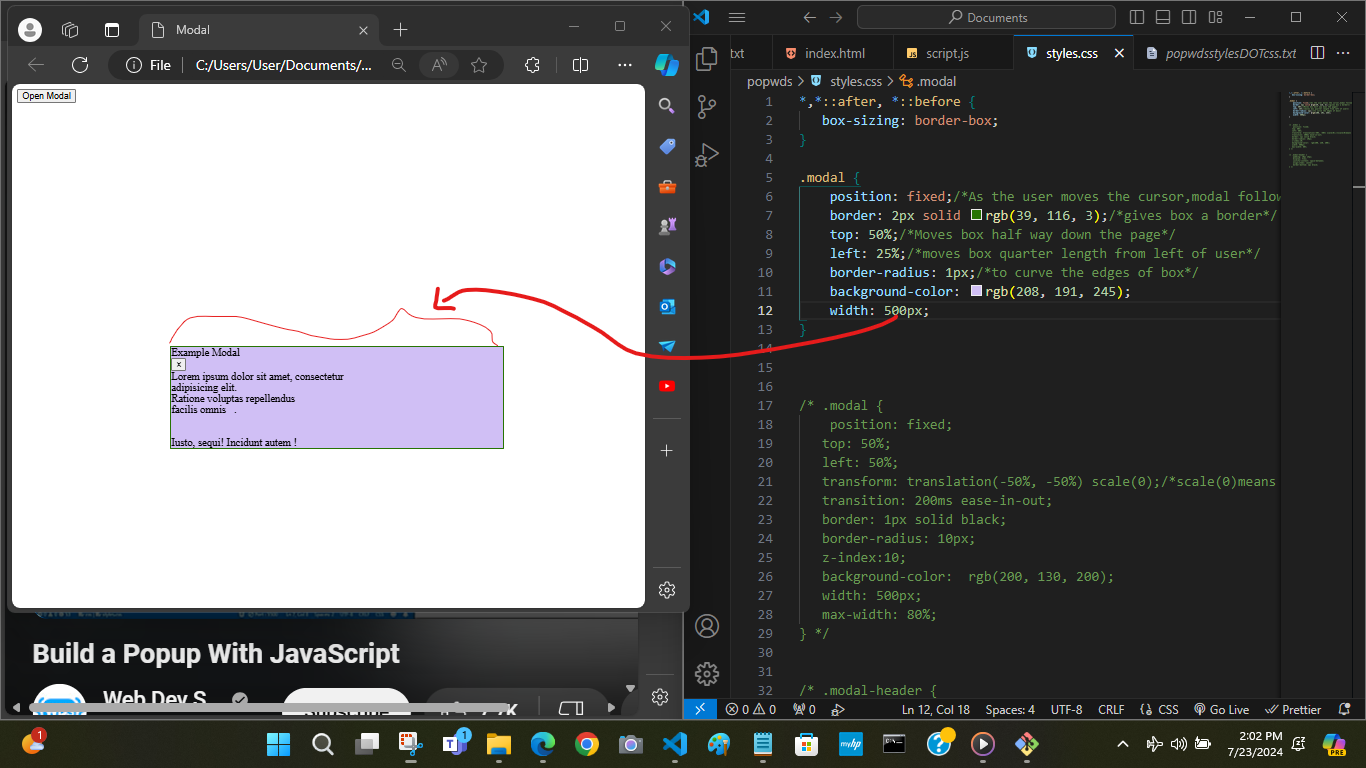 Modal
File
C:/Users/User/Documents/...
Open Modal
Example Modal
x
Lorem ipsum dolor sit amet, consectetur
adipisicing elit.
Ratione voluptas repellendus
facilis omnis .
Iusto, sequi! Incidunt autem !
Build a Popup With JavaScript
Web Dev S
Documents
txt
index.html
script.js
styles.css
popwdsstylesDOTcss.txt
popwds > styles.css > .modal
1 *,*::after, *::before {
2 box-sizing: border-box;
3 }
4
5 .modal {
6 position: fixed;/*As the user moves the cursor,modal follow
7 border: 2px solid rgb(39, 116, 3);/*gives box a border*/
8 top: 50%;/*Moves box half way down the page*/
9 left: 25%;/*moves box quarter length from left of user*/
10 border-radius: 1px;/*to curve the edges of box*/
11 background-color: rgb(208, 191, 245);
12 width: 500px;
13 }
14
15
16
17 /* .modal {
18 position: fixed;
19 top: 50%;
20 left: 50%;
21 transform: translation(-50%, -50%) scale(0);/*scale(0)means
22 transition: 200ms ease-in-out;
23 border: 1px solid black;
24 border-radius: 10px;
25 z-index:10;
26 background-color: rgb(200, 130, 200);
27 width: 500px;
28 max-width: 80%;
29 } */
30
31
32 /* .modal-header {
0 0 0 Ln 12, Col 18 Spaces: 4 UTF-8 CRLF {} CSS Go Live Prettier
1
1
myhp
2:02 PM
7/23/2024
PRE